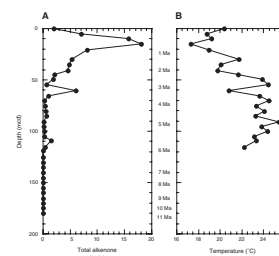 A
B
Depth (mcd)
0
50
100
150
200
0 5 10 15 20
Total alkenone
1 Ma
2 Ma
3 Ma
4 Ma
5 Ma
6 Ma
7 Ma
8 Ma
9 Ma
10 Ma
11 Ma
16 18 20 22 24
Temperature (˚C)